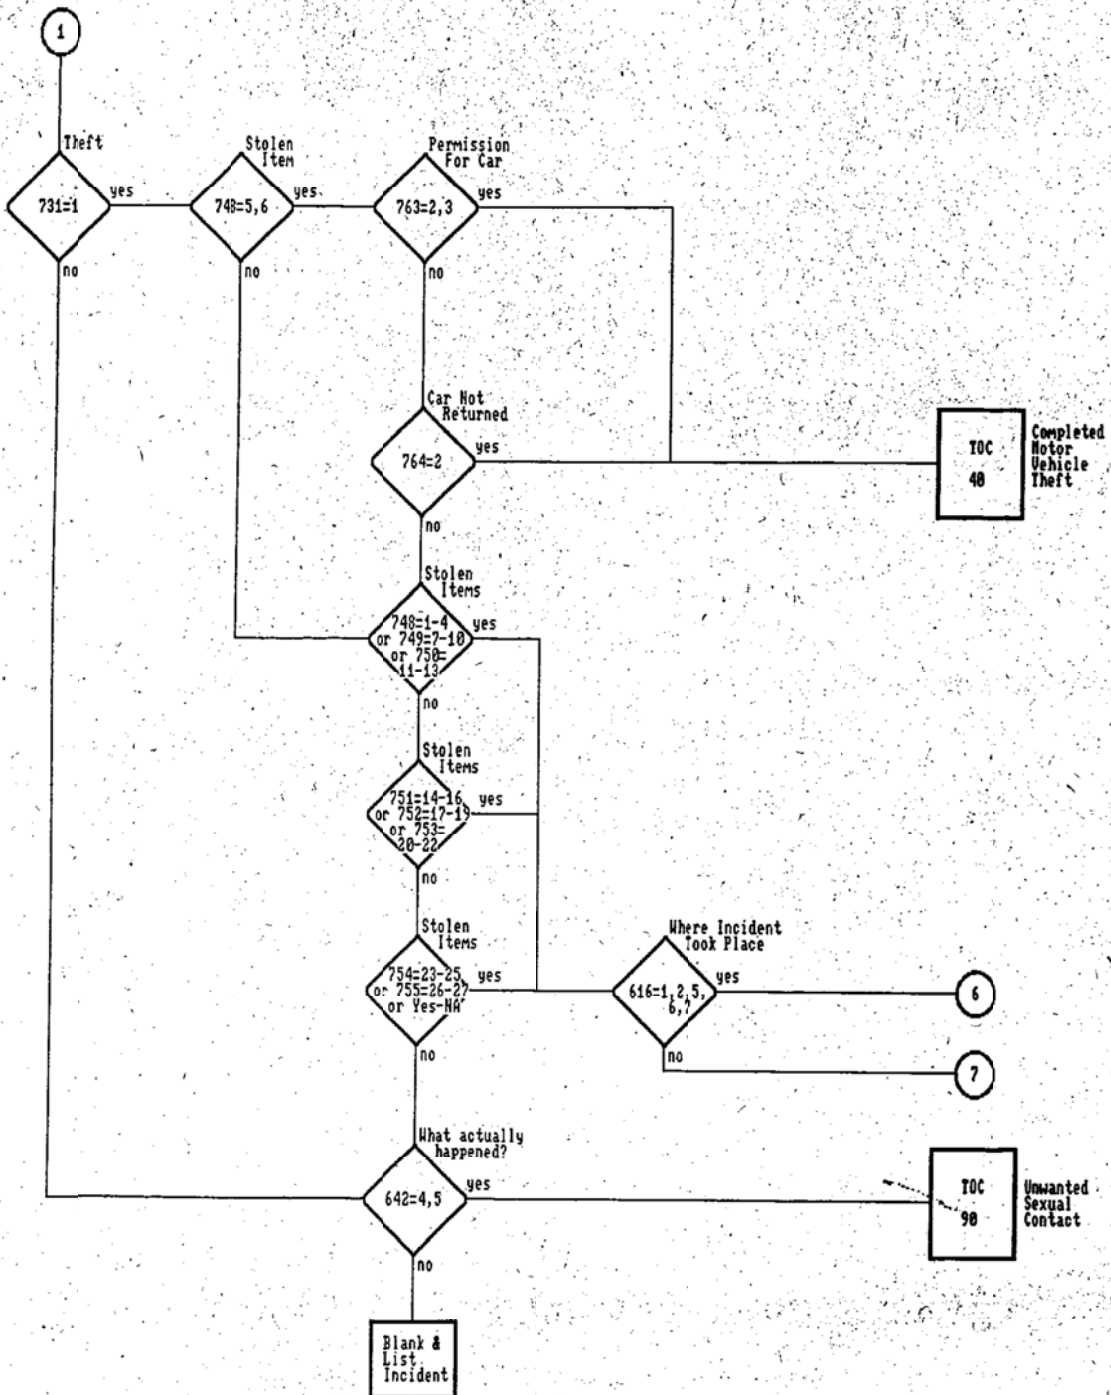 1
Theft
731=1
yes
no
Stolen
Item
748=5,6
yes
no
Permission
For Car
763=2,3
yes
no
Car Not
Returned
764=2
yes
no
TOC
40
Completed
Motor
Vehicle
Theft
Stolen
Items
748=1-4
or 749=7-10
or 750=
11-13
yes
no
Stolen
Items
751=14-16
or 752=17-19
or 753=
20-22
yes
no
Stolen
Items
754=23-25
or 755=26-27
or Yes-NA
yes
no
Where Incident
Took Place
616=1,2,5,
6,7
yes
6
no
7
What actually
happened?
642=4,5
yes
no
TOC
90
Unwanted
Sexual
Contact
Blank &
List
Incident